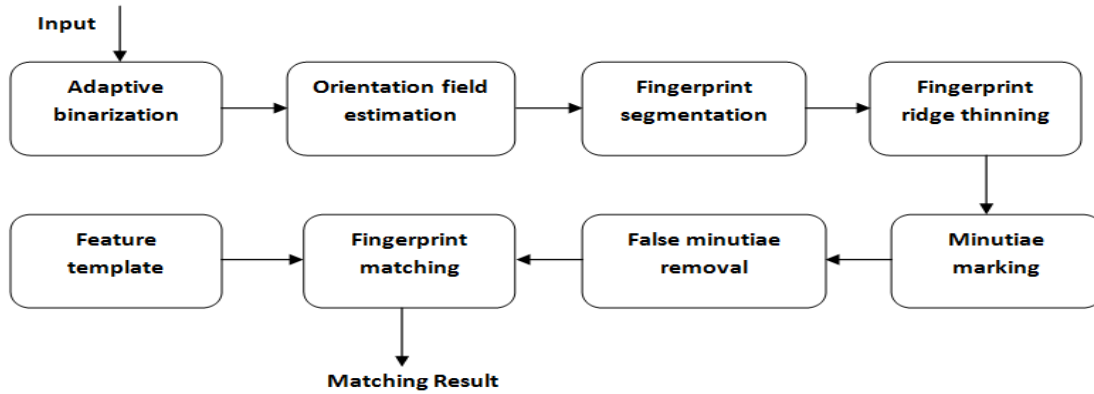 Input
Adaptive
binarization
Orientation field
estimation
Fingerprint
segmentation
Fingerprint
ridge thinning
Feature
template
Fingerprint
matching
False minutiae
removal
Minutiae
marking
Matching Result